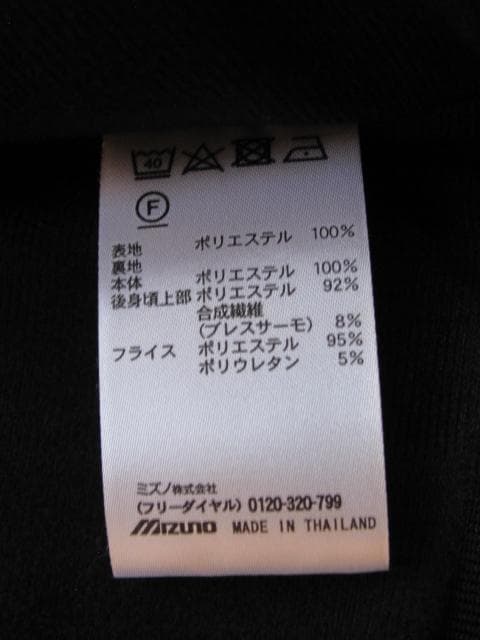 40
F
表地 ポリエステル 100%
裏地
本体 ポリエステル 100%
後身頃上部 ポリエステル 92%
合成繊維
(ブレスサーモ) 8%
フライス ポリエステル 95%
ポリウレタン 5%
ミズノ株式会社
(フリーダイヤル) 0120-320-799
MIZUNO MADE IN THAILAND